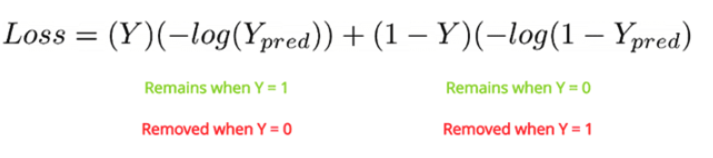 Loss = (Y)(−log(Y_pred)) + (1 − Y)(−log(1 − Y_pred)
Remains when Y = 1 Remains when Y = 0
Removed when Y = 0 Removed when Y = 1